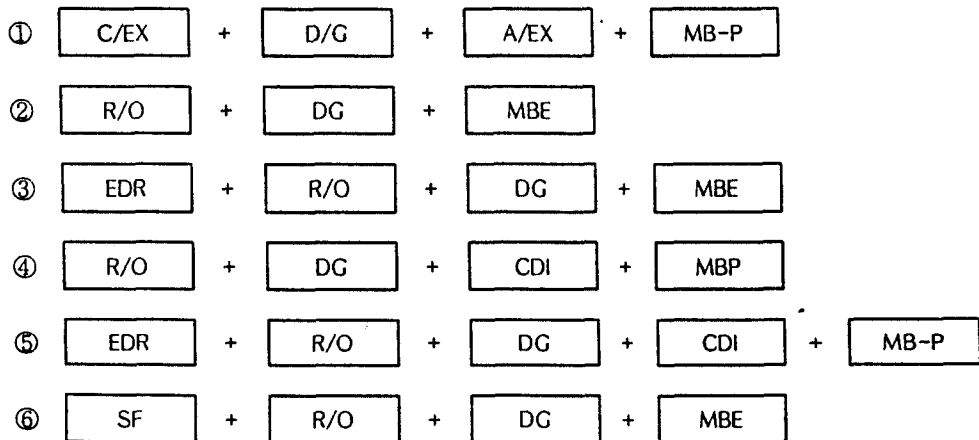 ① C/EX + D/G + A/EX + MB-P
② R/O + DG + MBE
③ EDR + R/O + DG + MBE
④ R/O + DG + CDI + MBP
⑤ EDR + R/O + DG + CDI + MB-P
⑥ SF + R/O + DG + MBE